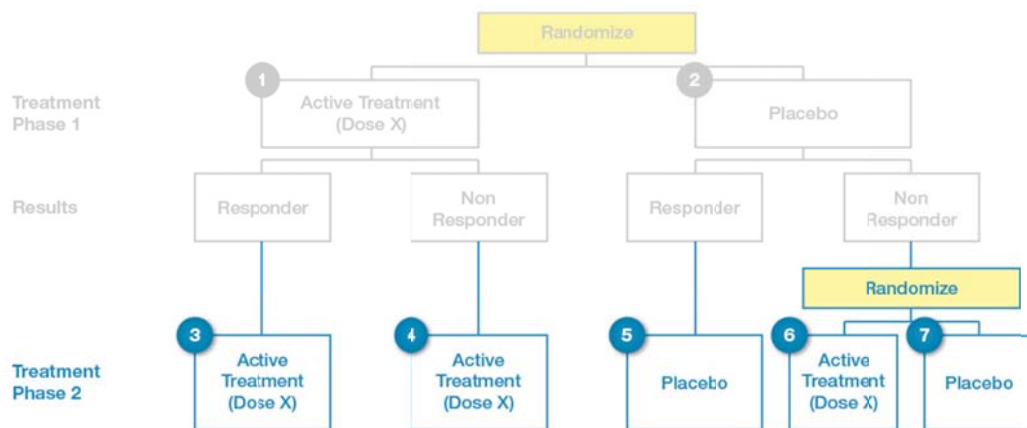 Randomize
1
2
Treatment
Phase 1
Active Treatment
(Dose X)
Placebo
Results
Responder
Non
Responder
Responder
Non
Responder
Randomize
3
4
5
6
7
Treatment
Phase 2
Active
Treatment
(Dose X)
Active
Treatment
(Dose X)
Placebo
Active
Treatment
(Dose X)
Placebo